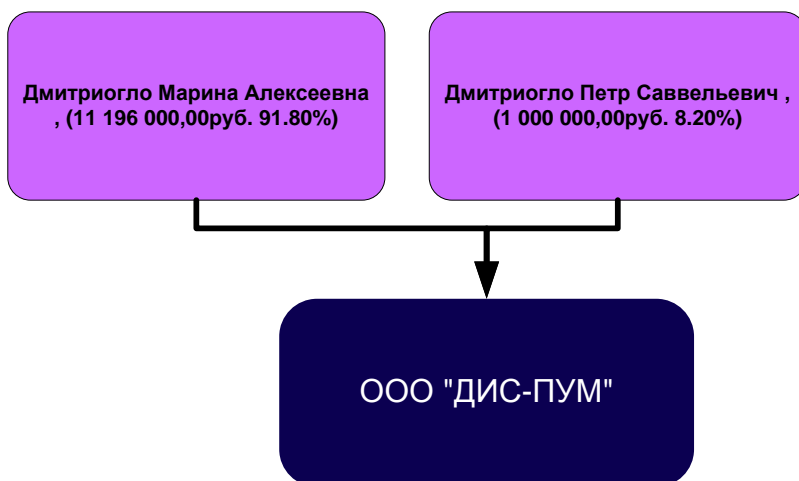 Дмитриогло Марина Алексеевна
, (11 196 000,00руб. 91.80%)
Дмитриогло Петр Саввельевич ,
(1 000 000,00руб. 8.20%)
ООО "ДИС-ПУМ"